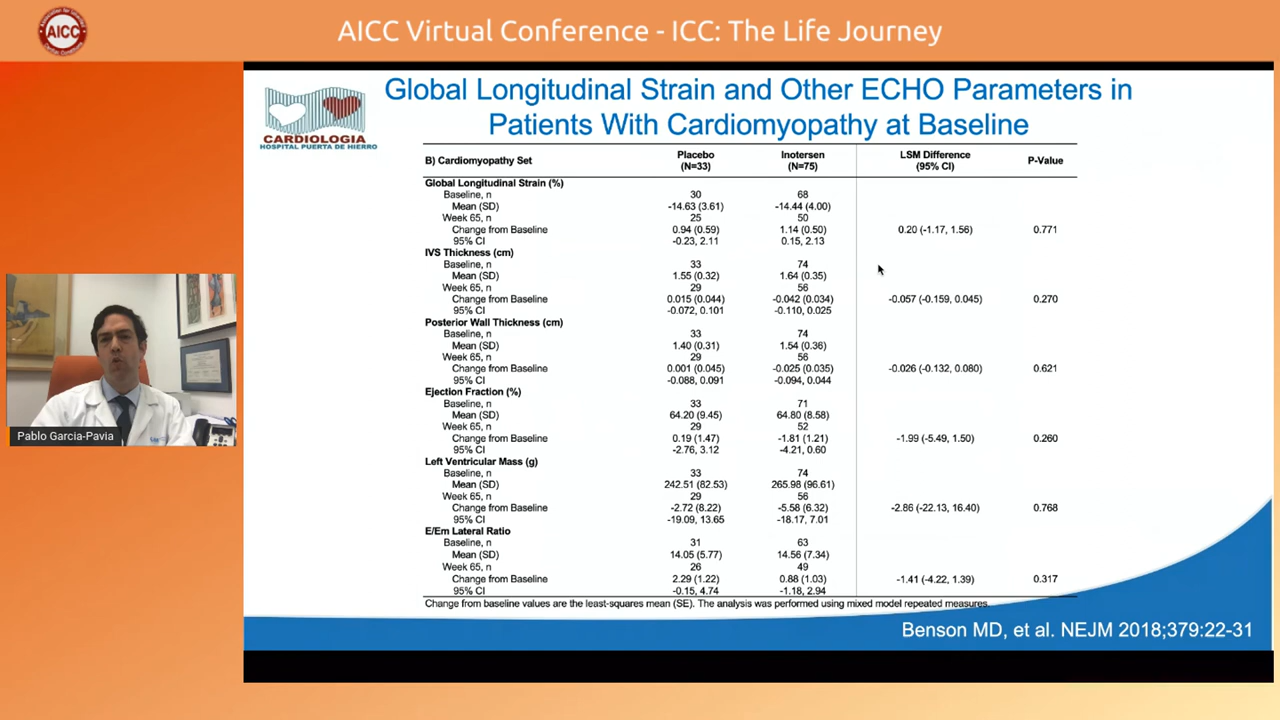 AICC Virtual Conference - ICC: The Life Journey
AICC
CARDIOLOGIA
HOSPITAL PUERTA DE HIERRO
Global Longitudinal Strain and Other ECHO Parameters in
Patients With Cardiomyopathy at Baseline
B) Cardiomyopathy Set Placebo (N=33) Inotersen (N=75) LSM Difference (95% CI) P-Value
Global Longitudinal Strain (%)
Baseline, n 30 68
Mean (SD) -14.63 (3.61) -14.44 (4.00)
Week 65, n 25 50
Change from Baseline 0.94 (0.59) 1.14 (0.50) 0.20 (-1.17, 1.56) 0.771
95% CI -0.23, 2.11 0.15, 2.13
IVS Thickness (cm)
Baseline, n 33 74
Mean (SD) 1.55 (0.32) 1.64 (0.35)
Week 65, n 29 56
Change from Baseline 0.015 (0.044) -0.042 (0.034) -0.057 (-0.159, 0.045) 0.270
95% CI -0.072, 0.101 -0.110, 0.025
Posterior Wall Thickness (cm)
Baseline, n 33 74
Mean (SD) 1.40 (0.31) 1.54 (0.36)
Week 65, n 29 56
Change from Baseline 0.001 (0.045) -0.025 (0.035) -0.026 (-0.132, 0.080) 0.621
95% CI -0.088, 0.091 -0.094, 0.044
Ejection Fraction (%)
Baseline, n 33 71
Mean (SD) 64.20 (9.45) 64.80 (8.58)
Week 65, n 29 52
Change from Baseline 0.19 (1.47) -1.81 (1.21) -1.99 (-5.49, 1.50) 0.260
95% CI -2.76, 3.12 -4.21, 0.60
Left Ventricular Mass (g)
Baseline, n 33 74
Mean (SD) 242.51 (82.53) 265.98 (96.61)
Week 65, n 29 56
Change from Baseline -2.72 (8.22) -5.58 (6.32) -2.86 (-22.13, 16.40) 0.768
95% CI -19.09, 13.65 -18.17, 7.01
E/Em Lateral Ratio
Baseline, n 31 63
Mean (SD) 14.05 (5.77) 14.56 (7.34)
Week 65, n 26 49
Change from Baseline 2.29 (1.22) 0.88 (1.03) -1.41 (-4.22, 1.39) 0.317
95% CI -0.15, 4.74 -1.18, 2.94
Change from baseline values are the least-squares mean (SE). The analysis was performed using mixed model repeated measures.
Benson MD, et al. NEJM 2018;379:22-31
Pablo Garcia-Pavia